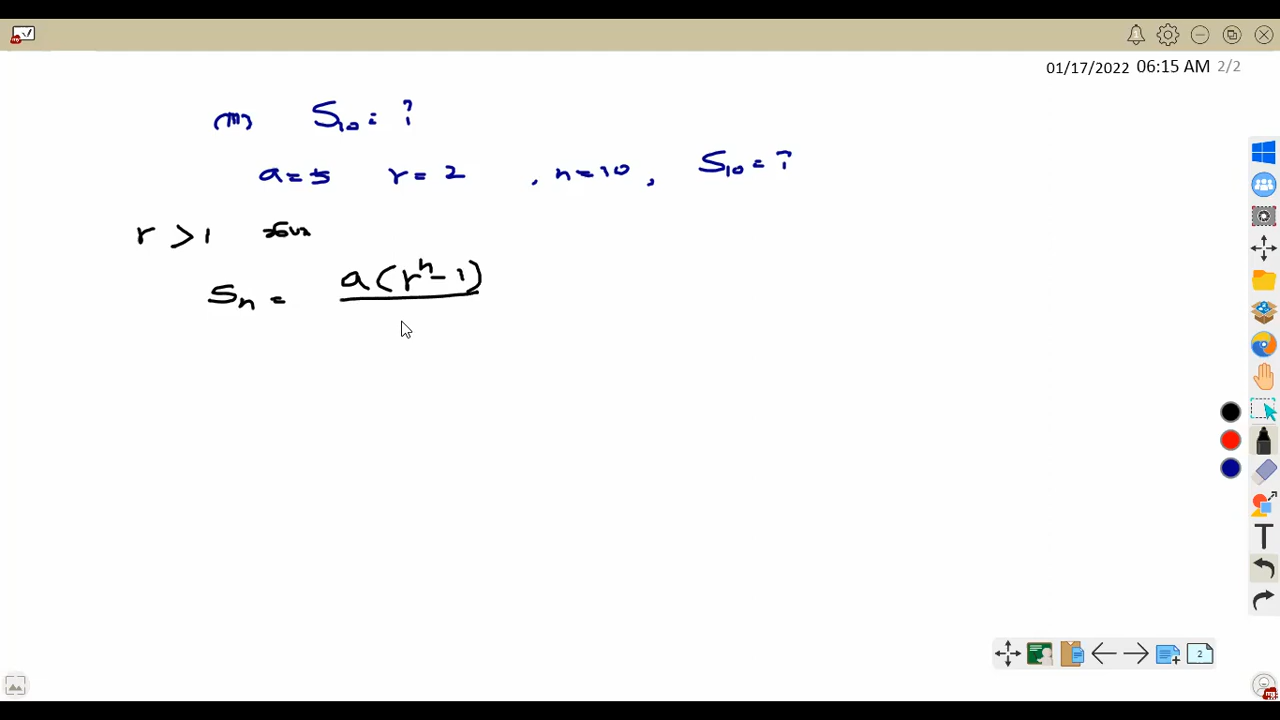 01/17/2022 06:15 AM 2/2
(III) S₁₀ = ?
a = 5 r = 2 , n = 10 , S₁₀ = ?
r > 1
Sₙ = a(rⁿ - 1)
T
2